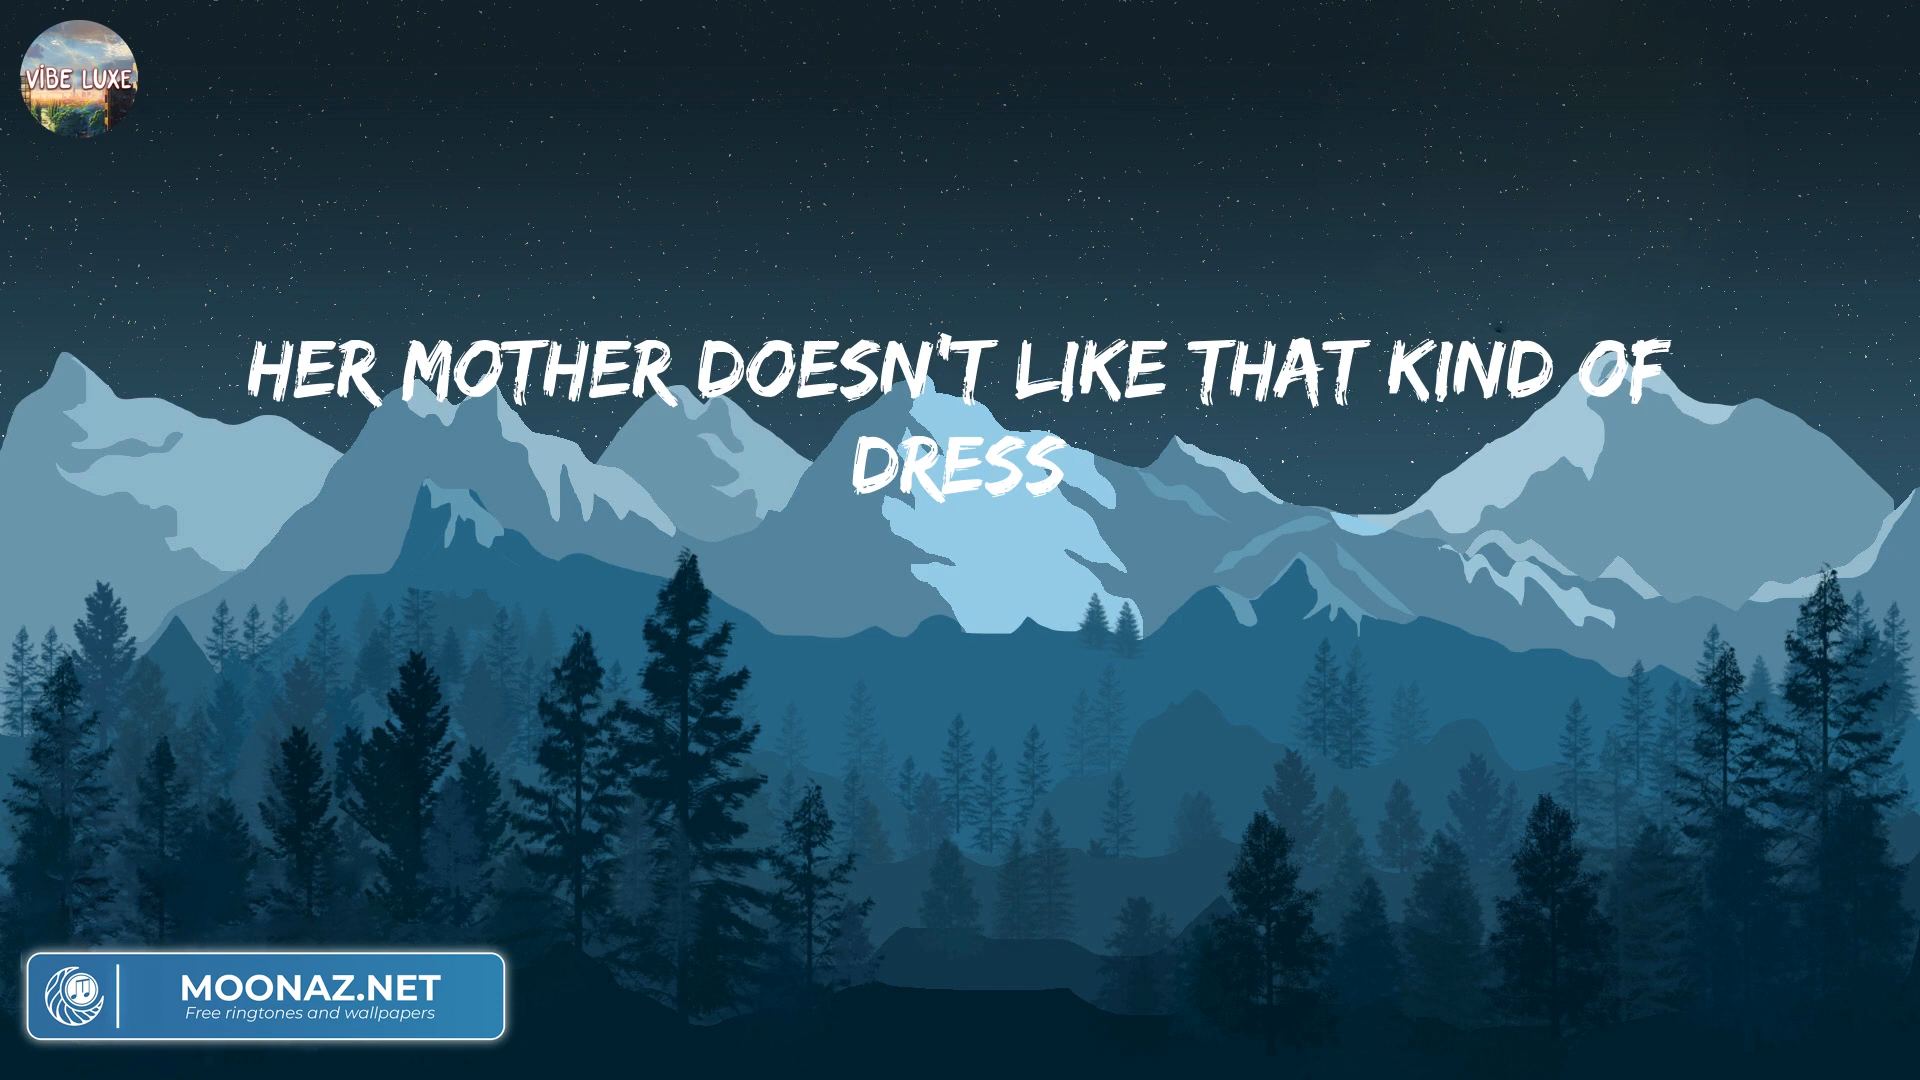 VIBE LUXE
HER MOTHER DOESN'T LIKE THAT KIND OF
DRESS
MOONAZ.NET
Free ringtones and wallpapers